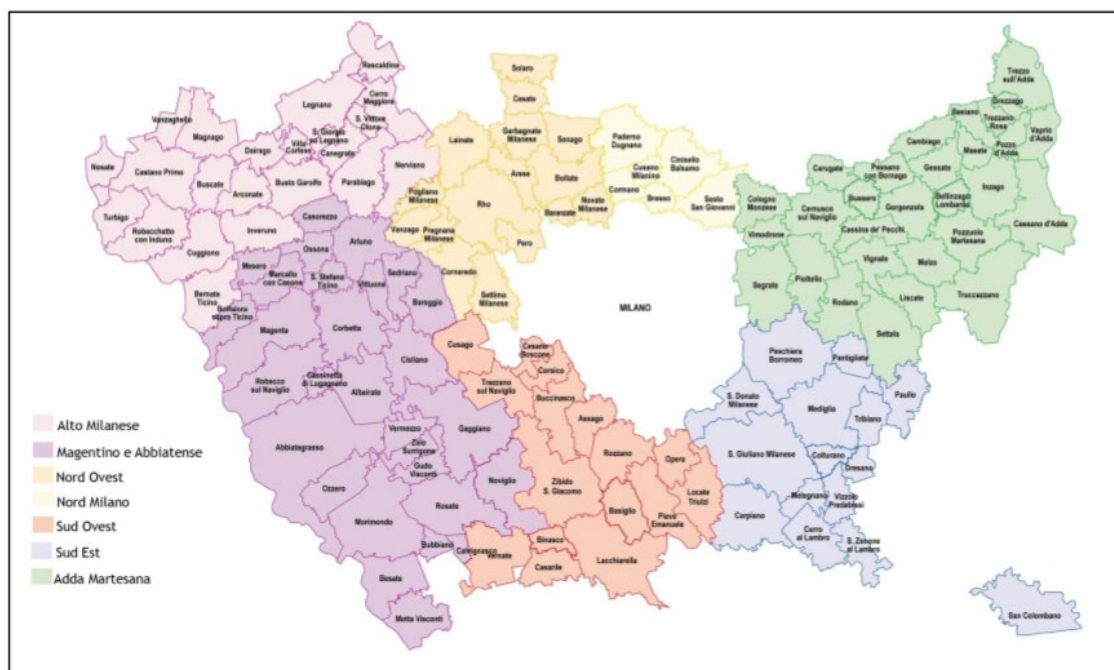 Rescaldina
Legnano
Cerro
Maggiore
S. Vittore
Olona
S. Giorgio
su Legnano
Villa
Cortese
Canegrate
Vanzaghello
Magnago
Dairago
Nosate
Castano Primo
Buscate
Arconate
Busto Garolfo
Parabiago
Nerviano
Turbigo
Robecchetto
con Induno
Inveruno
Cuggiono
Bernate
Ticino
Casorezzo
Ossona
Arluno
Mesero
Marcallo
con Casone
S. Stefano
Ticino
Vittuone
Sedriano
Bareggio
Boffalora
sopra Ticino
Magenta
Corbetta
Cisliano
Robecco
sul Naviglio
Cassinetta
di Lugagnano
Albairate
Abbiategrasso
Vermezzo
Zelo
Surrigone
Gudo
Visconti
Gaggiano
Ozzero
Morimondo
Rosate
Noviglio
Bubbiano
Calvignasco
Besate
Motta Visconti
Solaro
Cesate
Lainate
Garbagnate
Milanese
Senago
Arese
Bollate
Pogliano
Milanese
Rho
Baranzate
Novate
Milanese
Vanzago
Pregnana
Milanese
Pero
Cornaredo
Settimo
Milanese
Paderno
Dugnano
Cusano
Milanino
Cinisello
Balsamo
Cormano
Bresso
Sesto
San Giovanni
MILANO
Cusago
Cesano
Boscone
Corsico
Trezzano
sul Naviglio
Buccinasco
Assago
Rozzano
Opera
Zibido
S. Giacomo
Basiglio
Locate
Triulzi
Pieve
Emanuele
Binasco
Vernate
Casarile
Lacchiarella
Trezzo
sull'Adda
Grezzago
Basiano
Trezzano
Rosa
Vaprio
d'Adda
Cambiago
Masate
Pozzo
d'Adda
Carugate
Pessano
con Bornago
Gessate
Inzago
Cologno
Monzese
Cernusco
sul Naviglio
Bussero
Gorgonzola
Bellinzago
Lombardo
Cassano d'Adda
Vimodrone
Cassina de' Pecchi
Pozzuolo
Martesana
Vignate
Melzo
Segrate
Pioltello
Rodano
Liscate
Truccazzano
Settala
Peschiera
Borromeo
Pantigliate
Paullo
S. Donato
Milanese
Mediglia
Tribiano
S. Giuliano Milanese
Colturano
Dresano
Melegnano
Vizzolo
Predabissi
Carpiano
Cerro
al Lambro
S. Zenone
al Lambro
San Colombano
Alto Milanese
Magentino e Abbiatense
Nord Ovest
Nord Milano
Sud Ovest
Sud Est
Adda Martesana